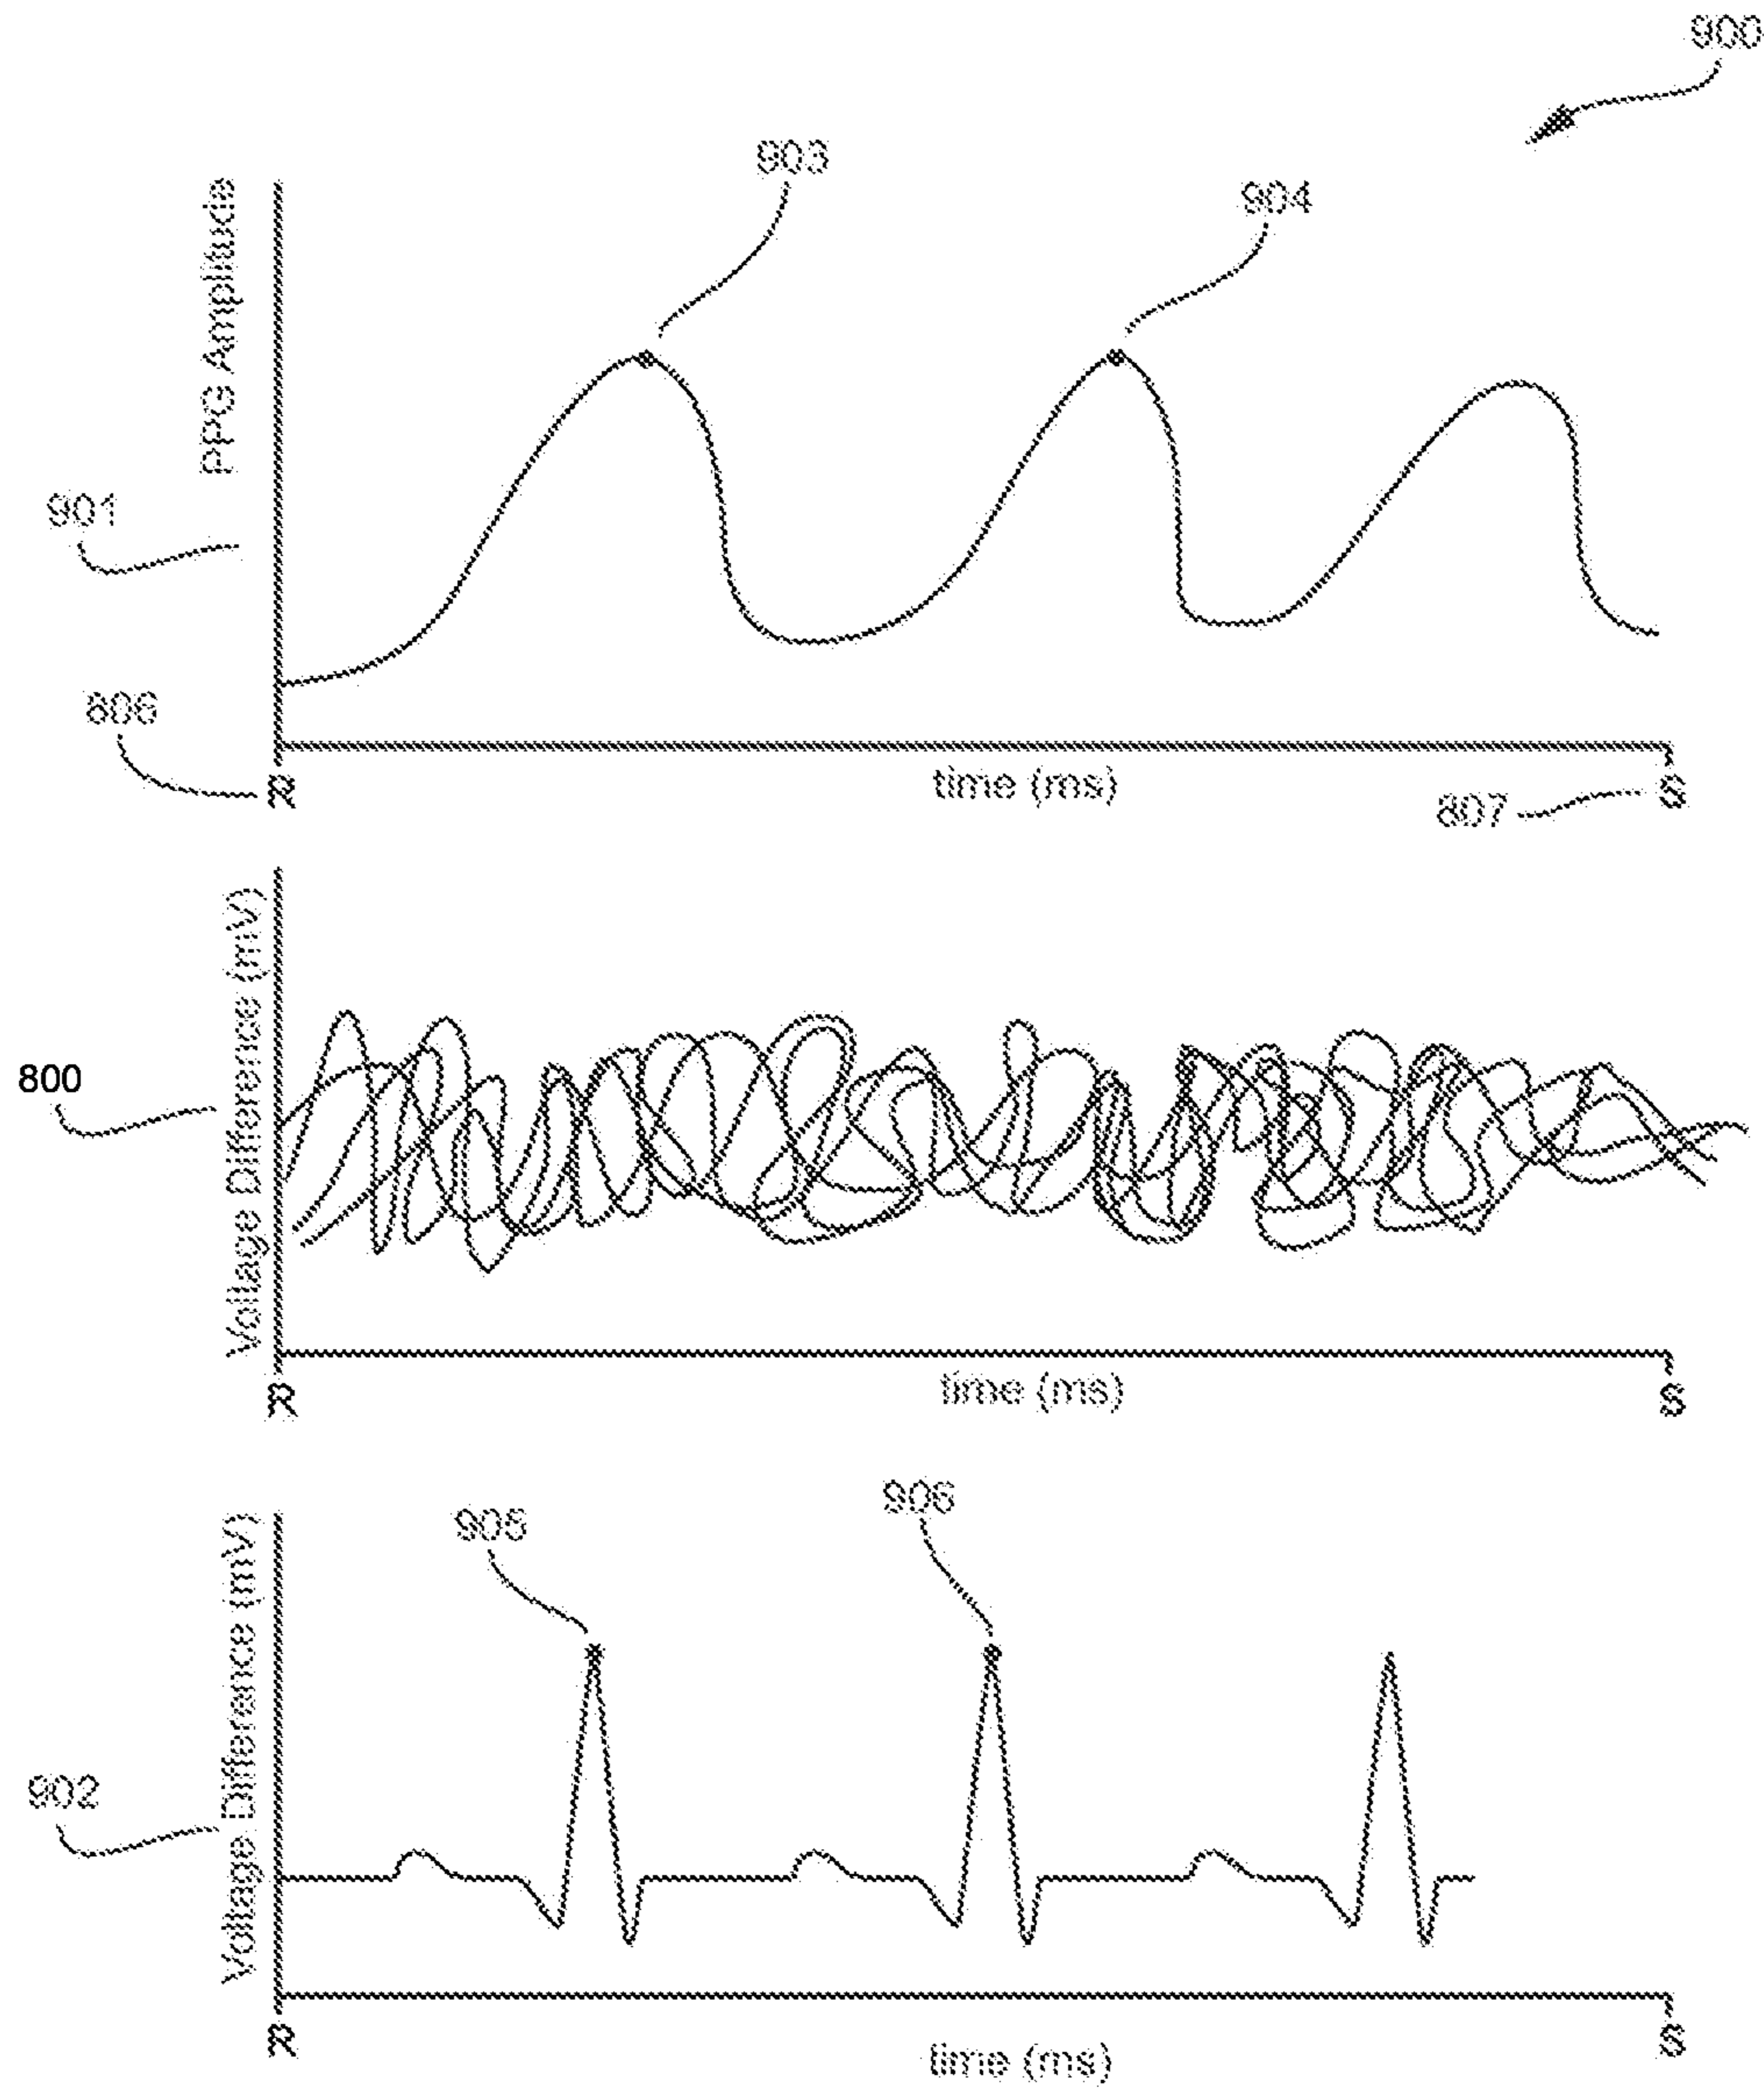 900
903
904
PPG Amplitude
901
806
R
time (ms)
807
S
Voltage Difference (mV)
800
R
time (ms)
S
905
906
Voltage Difference (mV)
902
R
time (ms)
S